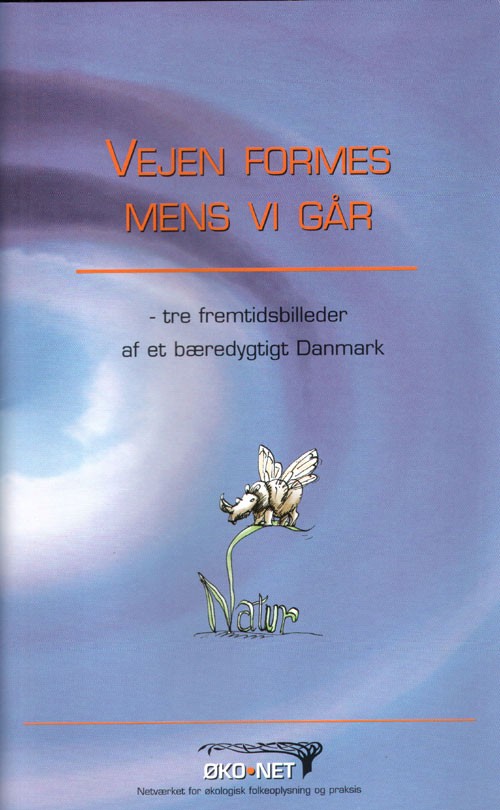 VEJEN FORMES
MENS VI GÅR
- tre fremtidsbilleder
af et bæredygtigt Danmark
Natur
ØKO•NET
Netværket for økologisk folkeoplysning og praksis